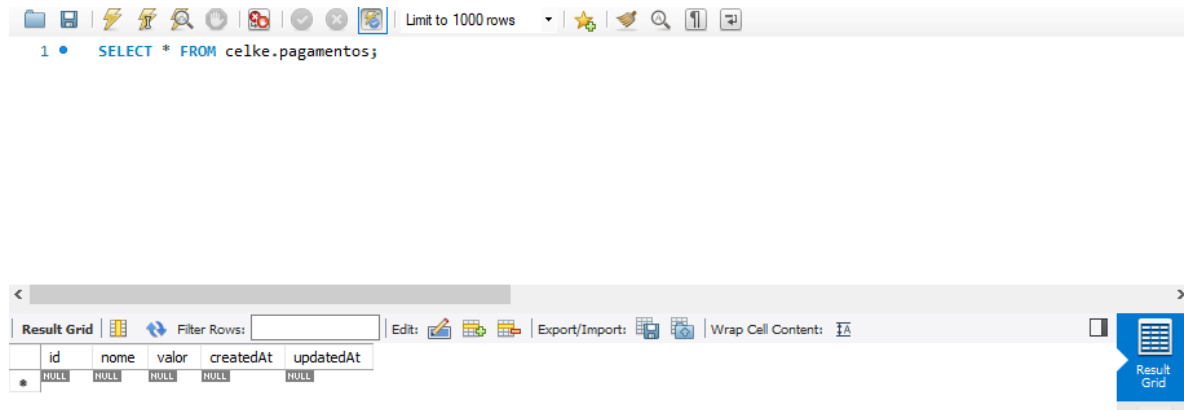 Limit to 1000 rows
1 SELECT * FROM celke.pagamentos;
Result Grid Filter Rows: Edit: Export/Import: Wrap Cell Content:
id nome valor createdAt updatedAt
NULL NULL NULL NULL NULL
Result
Grid